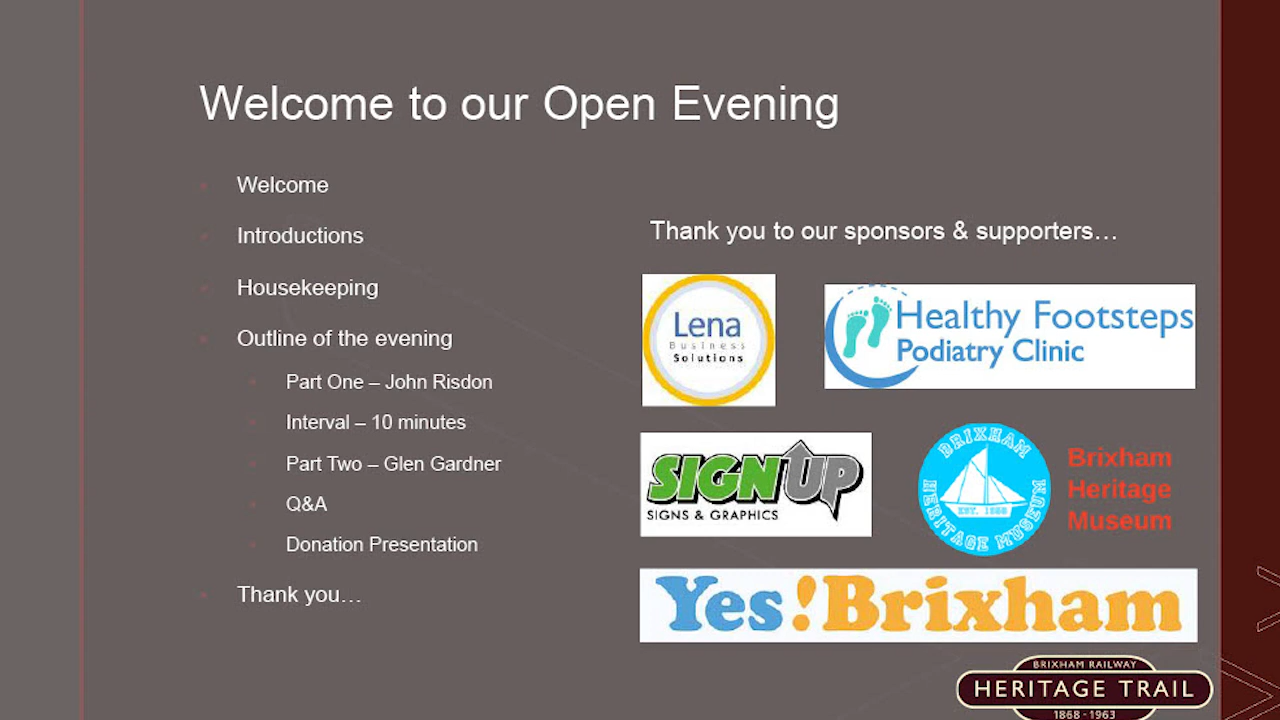 Welcome to our Open Evening
Welcome
Introductions
Housekeeping
Outline of the evening
Part One – John Risdon
Interval – 10 minutes
Part Two – Glen Gardner
Q&A
Donation Presentation
Thank you…
Thank you to our sponsors & supporters…
Lena
Business
Solutions
Healthy Footsteps
Podiatry Clinic
SIGNUP
SIGNS & GRAPHICS
BRIXHAM
HERITAGE MUSEUM
EST. 1958
Brixham
Heritage
Museum
Yes!Brixham
BRIXHAM RAILWAY
HERITAGE TRAIL
1868 - 1963